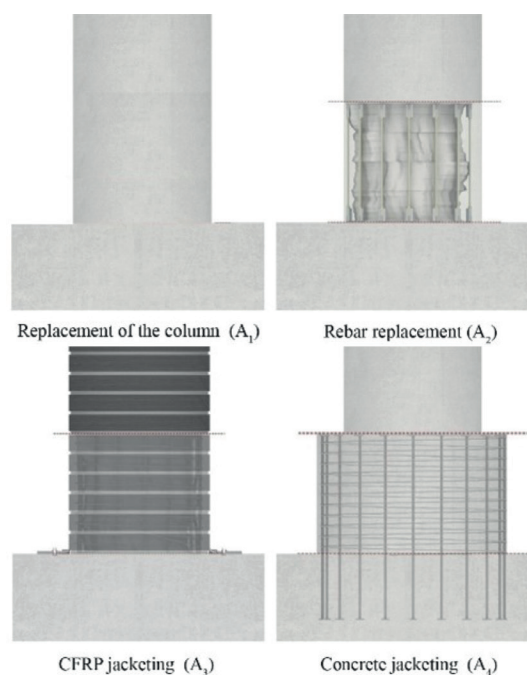 Replacement of the column (A₁)
Rebar replacement (A₂)
CFRP jacketing (A₃)
Concrete jacketing (A₄)